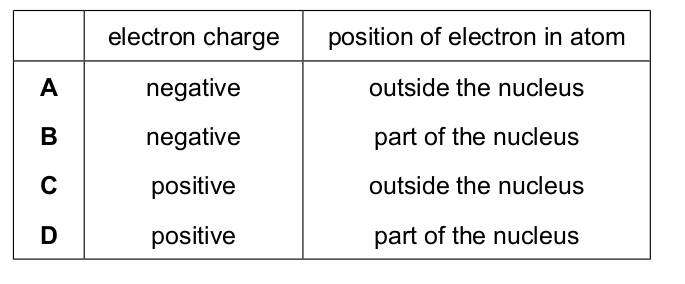 electron charge position of electron in atom
A negative outside the nucleus
B negative part of the nucleus
C positive outside the nucleus
D positive part of the nucleus